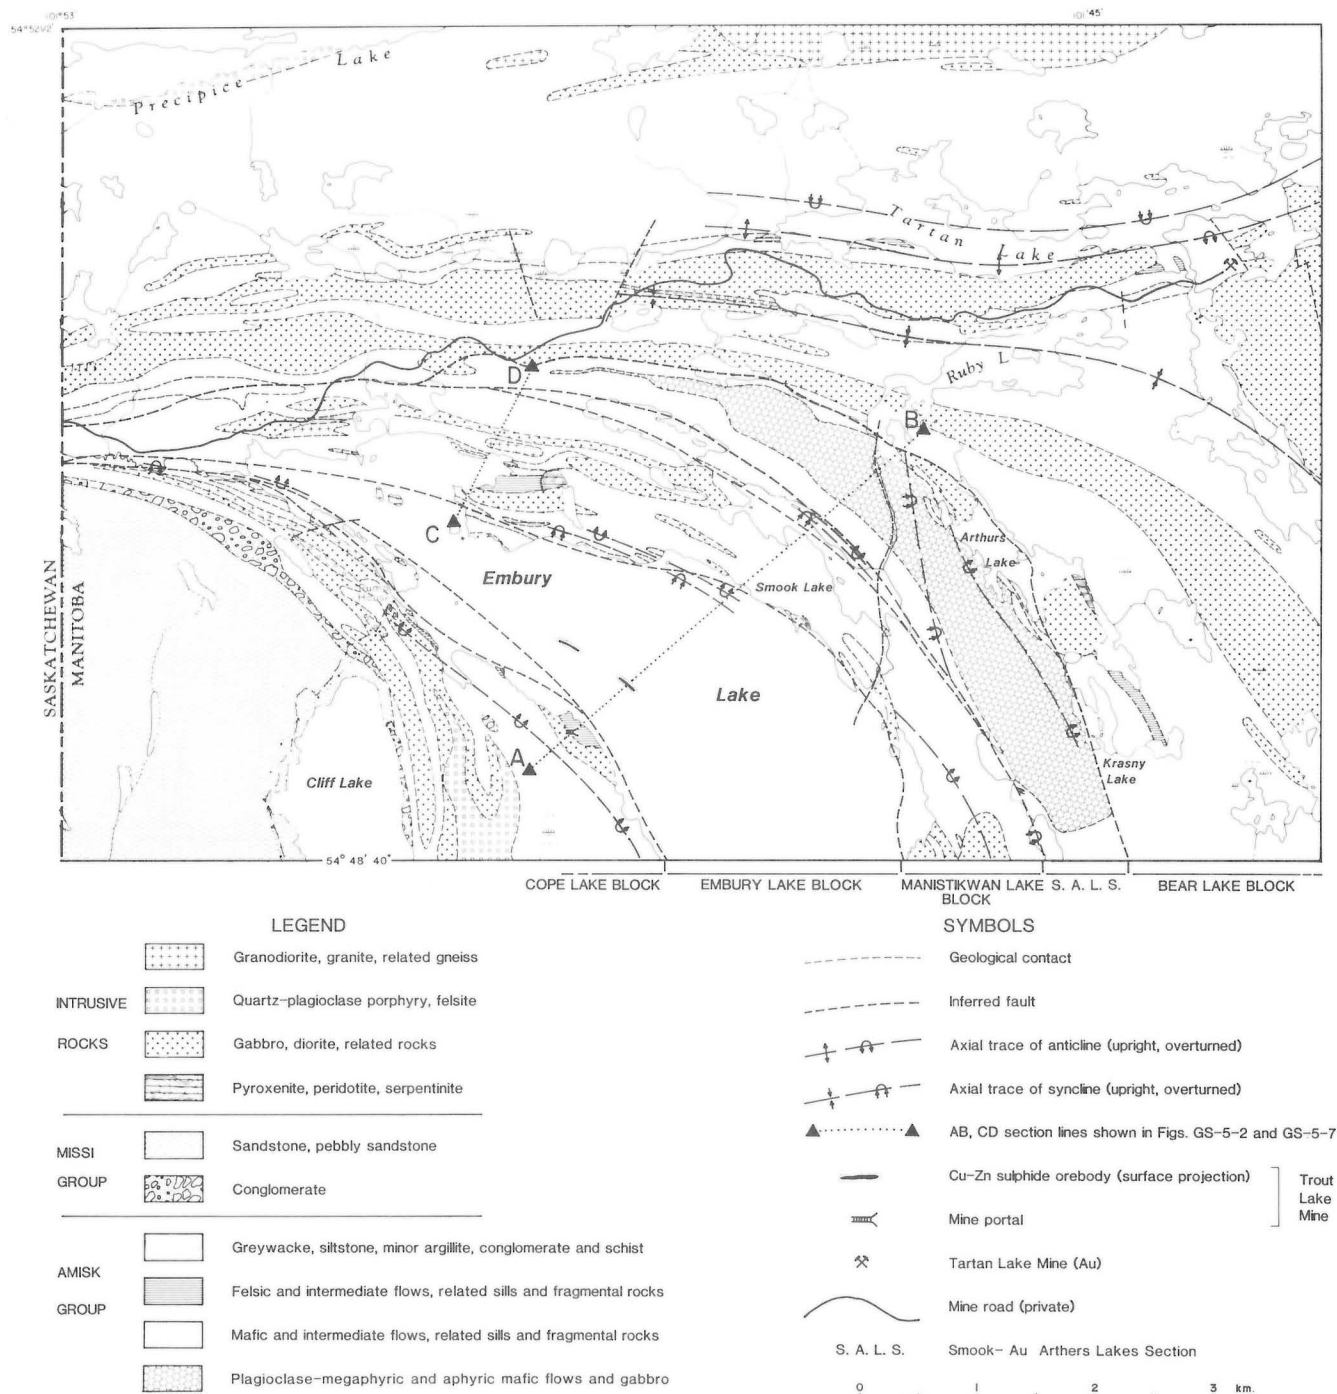 101°53'
101°45'
54°52'/2'
Precipice Lake
Tartan Lake
Ruby L
D
B
C
Arthurs
Lake
Embury
Smook Lake
SASKATCHEWAN
MANITOBA
Lake
A
Cliff Lake
Krasny
Lake
54° 48' 40"
COPE LAKE BLOCK
EMBURY LAKE BLOCK
MANISTIKWAN LAKE
BLOCK
S. A. L. S.
BEAR LAKE BLOCK
LEGEND
Granodiorite, granite, related gneiss
INTRUSIVE
Quartz-plagioclase porphyry, felsite
ROCKS
Gabbro, diorite, related rocks
Pyroxenite, peridotite, serpentinite
MISSI
Sandstone, pebbly sandstone
GROUP
Conglomerate
Greywacke, siltstone, minor argillite, conglomerate and schist
AMISK
Felsic and intermediate flows, related sills and fragmental rocks
GROUP
Mafic and intermediate flows, related sills and fragmental rocks
Plagioclase-megaphyric and aphyric mafic flows and gabbro
SYMBOLS
Geological contact
Inferred fault
Axial trace of anticline (upright, overturned)
Axial trace of syncline (upright, overturned)
AB, CD section lines shown in Figs. GS-5-2 and GS-5-7
Cu-Zn sulphide orebody (surface projection)
Mine portal
Trout
Lake
Mine
Tartan Lake Mine (Au)
Mine road (private)
S. A. L. S. Smook- Au Arthers Lakes Section
0 1 2 3 km.